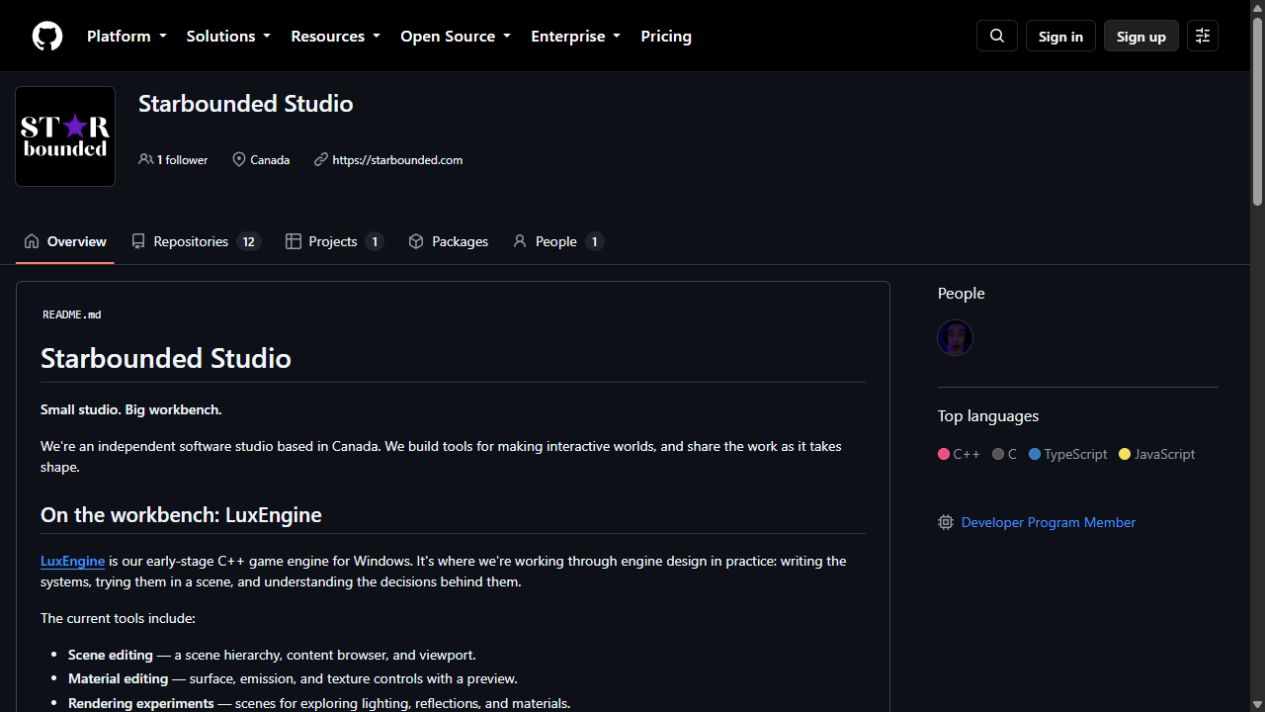 Platform
Solutions
Resources
Open Source
Enterprise
Pricing
Sign in
Sign up
ST★R
bounded
Starbounded Studio
1 follower
Canada
https://starbounded.com
Overview
Repositories 12
Projects 1
Packages
People 1
README.md
Starbounded Studio
Small studio. Big workbench.
We're an independent software studio based in Canada. We build tools for making interactive worlds, and share the work as it takes
shape.
On the workbench: LuxEngine
LuxEngine is our early-stage C++ game engine for Windows. It's where we're working through engine design in practice: writing the
systems, trying them in a scene, and understanding the decisions behind them.
The current tools include:
• Scene editing — a scene hierarchy, content browser, and viewport.
• Material editing — surface, emission, and texture controls with a preview.
• Rendering experiments — scenes for exploring lighting, reflections, and materials.
People
Top languages
C++ C TypeScript JavaScript
Developer Program Member